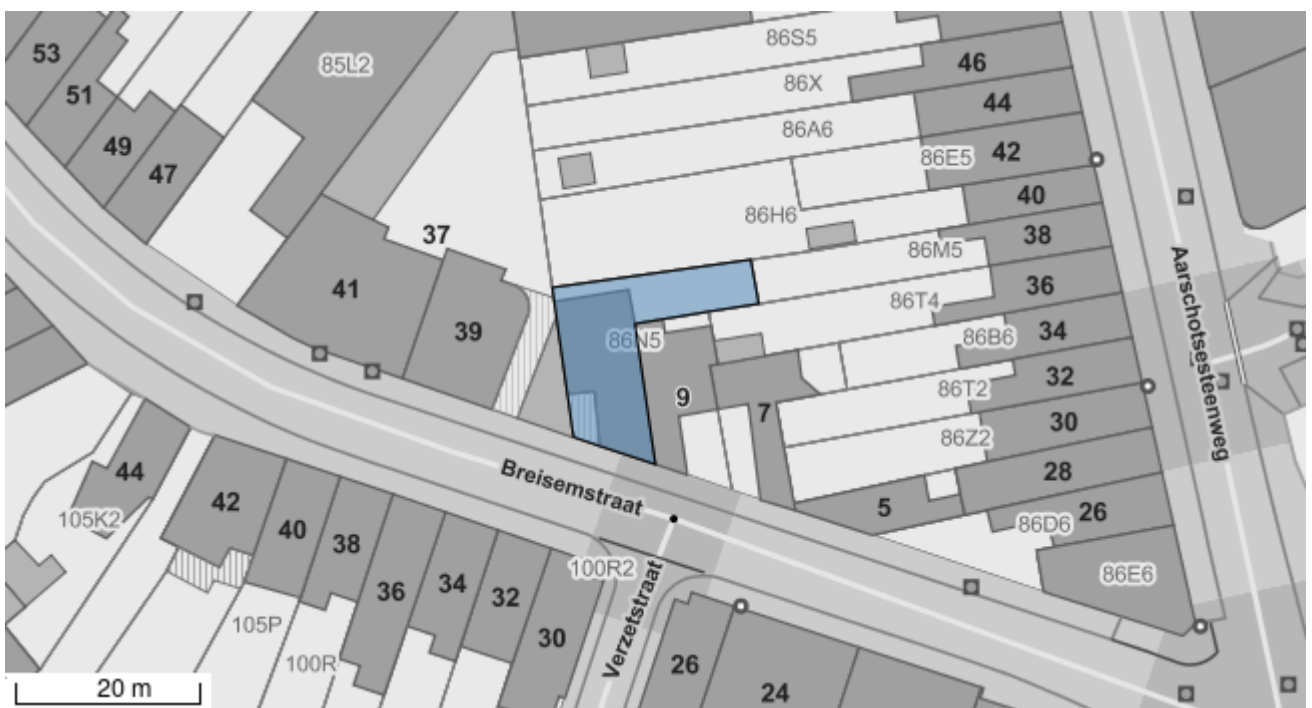 86S5
46
53
85L2
86X
51
44
86A6
49
42
86E5
47
40
86H6
37
38
86M5
41
36
Aarschotsesteenweg
86T4
39
86N5
34
86B6
32
86T2
9
7
30
86Z2
44
Breisemstraat
28
42
5
26
105K2
40
86D6
38
100R2
86E6
36
34
32
Verzetstraat
105P
30
100R
26
24
20 m